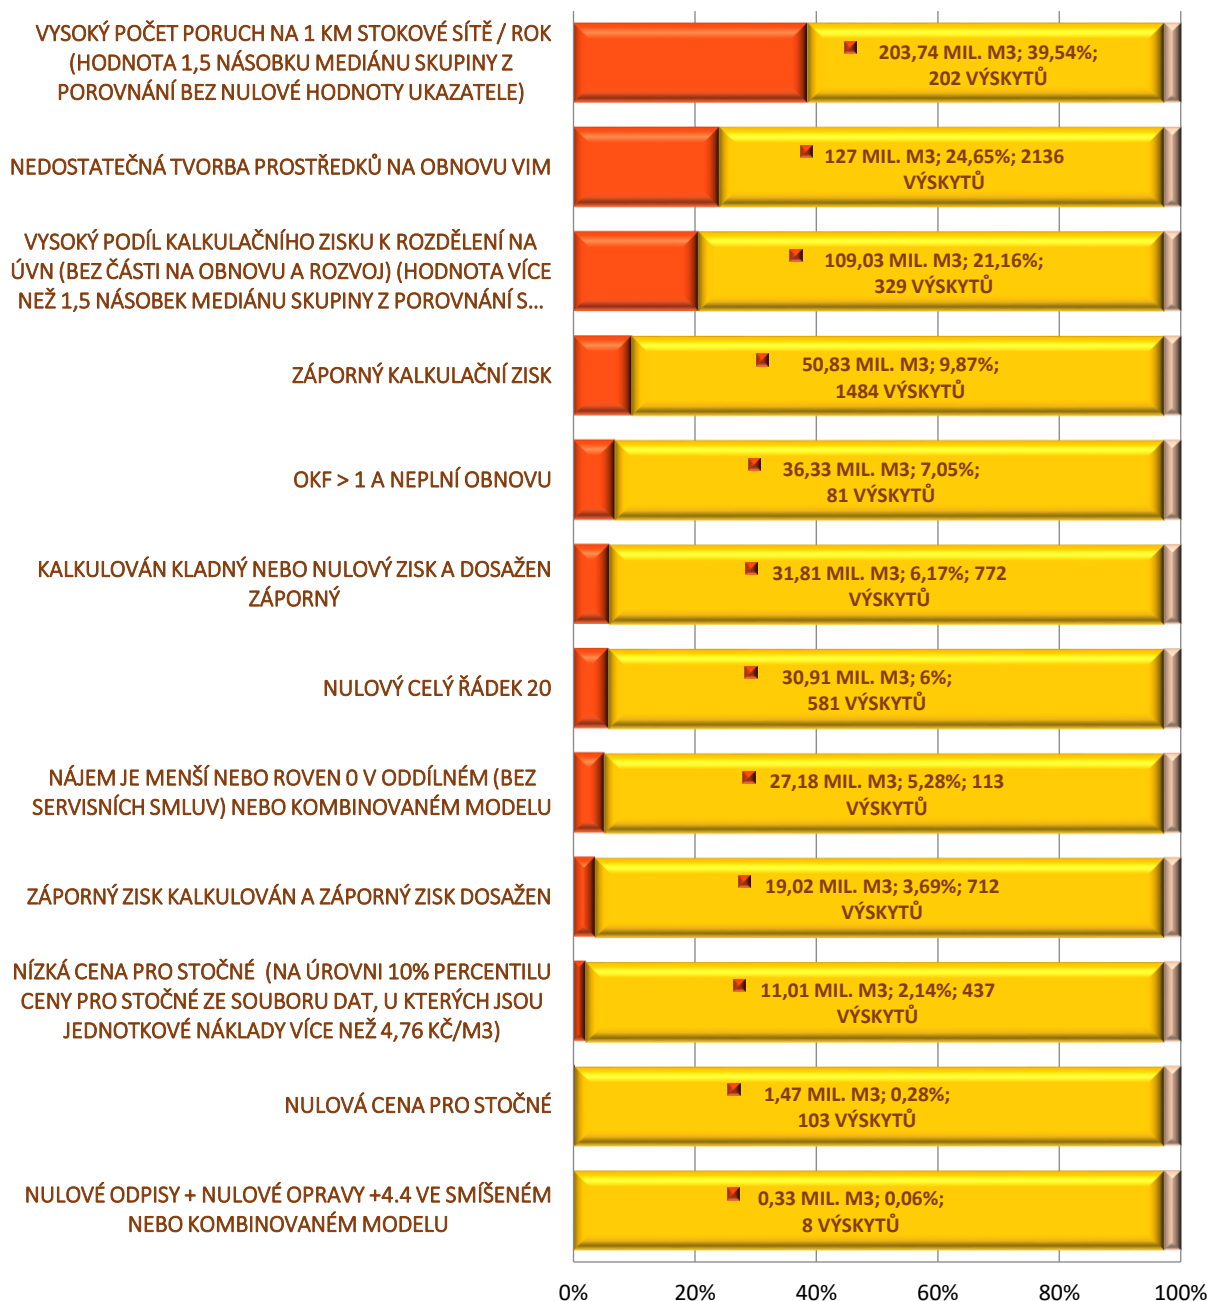 VYSOKÝ POČET PORUCH NA 1 KM STOKOVÉ SÍTĚ / ROK
(HODNOTA 1,5 NÁSOBKU MEDIÁNU SKUPINY Z
POROVNÁNÍ BEZ NULOVÉ HODNOTY UKAZATELE)
203,74 MIL. M3; 39,54%;
202 VÝSKYTŮ
NEDOSTATEČNÁ TVORBA PROSTŘEDKŮ NA OBNOVU VIM
127 MIL. M3; 24,65%; 2136
VÝSKYTŮ
VYSOKÝ PODÍL KALKULAČNÍHO ZISKU K ROZDĚLENÍ NA
ÚVN (BEZ ČÁSTI NA OBNOVU A ROZVOJ) (HODNOTA VÍCE
NEŽ 1,5 NÁSOBEK MEDIÁNU SKUPINY Z POROVNÁNÍ S...
109,03 MIL. M3; 21,16%;
329 VÝSKYTŮ
ZÁPORNÝ KALKULAČNÍ ZISK
50,83 MIL. M3; 9,87%;
1484 VÝSKYTŮ
OKF > 1 A NEPLNÍ OBNOVU
36,33 MIL. M3; 7,05%;
81 VÝSKYTŮ
KALKULOVÁN KLADNÝ NEBO NULOVÝ ZISK A DOSAŽEN
ZÁPORNÝ
31,81 MIL. M3; 6,17%; 772
VÝSKYTŮ
NULOVÝ CELÝ ŘÁDEK 20
30,91 MIL. M3; 6%;
581 VÝSKYTŮ
NÁJEM JE MENŠÍ NEBO ROVEN 0 V ODDÍLNÉM (BEZ
SERVISNÍCH SMLUV) NEBO KOMBINOVANÉM MODELU
27,18 MIL. M3; 5,28%; 113
VÝSKYTŮ
ZÁPORNÝ ZISK KALKULOVÁN A ZÁPORNÝ ZISK DOSAŽEN
19,02 MIL. M3; 3,69%; 712
VÝSKYTŮ
NÍZKÁ CENA PRO STOČNÉ (NA ÚROVNI 10% PERCENTILU
CENY PRO STOČNÉ ZE SOUBORU DAT, U KTERÝCH JSOU
JEDNOTKOVÉ NÁKLADY VÍCE NEŽ 4,76 KČ/M3)
11,01 MIL. M3; 2,14%; 437
VÝSKYTŮ
NULOVÁ CENA PRO STOČNÉ
1,47 MIL. M3; 0,28%;
103 VÝSKYTŮ
NULOVÉ ODPISY + NULOVÉ OPRAVY +4.4 VE SMÍŠENÉM
NEBO KOMBINOVANÉM MODELU
0,33 MIL. M3; 0,06%;
8 VÝSKYTŮ
0% 20% 40% 60% 80% 100%